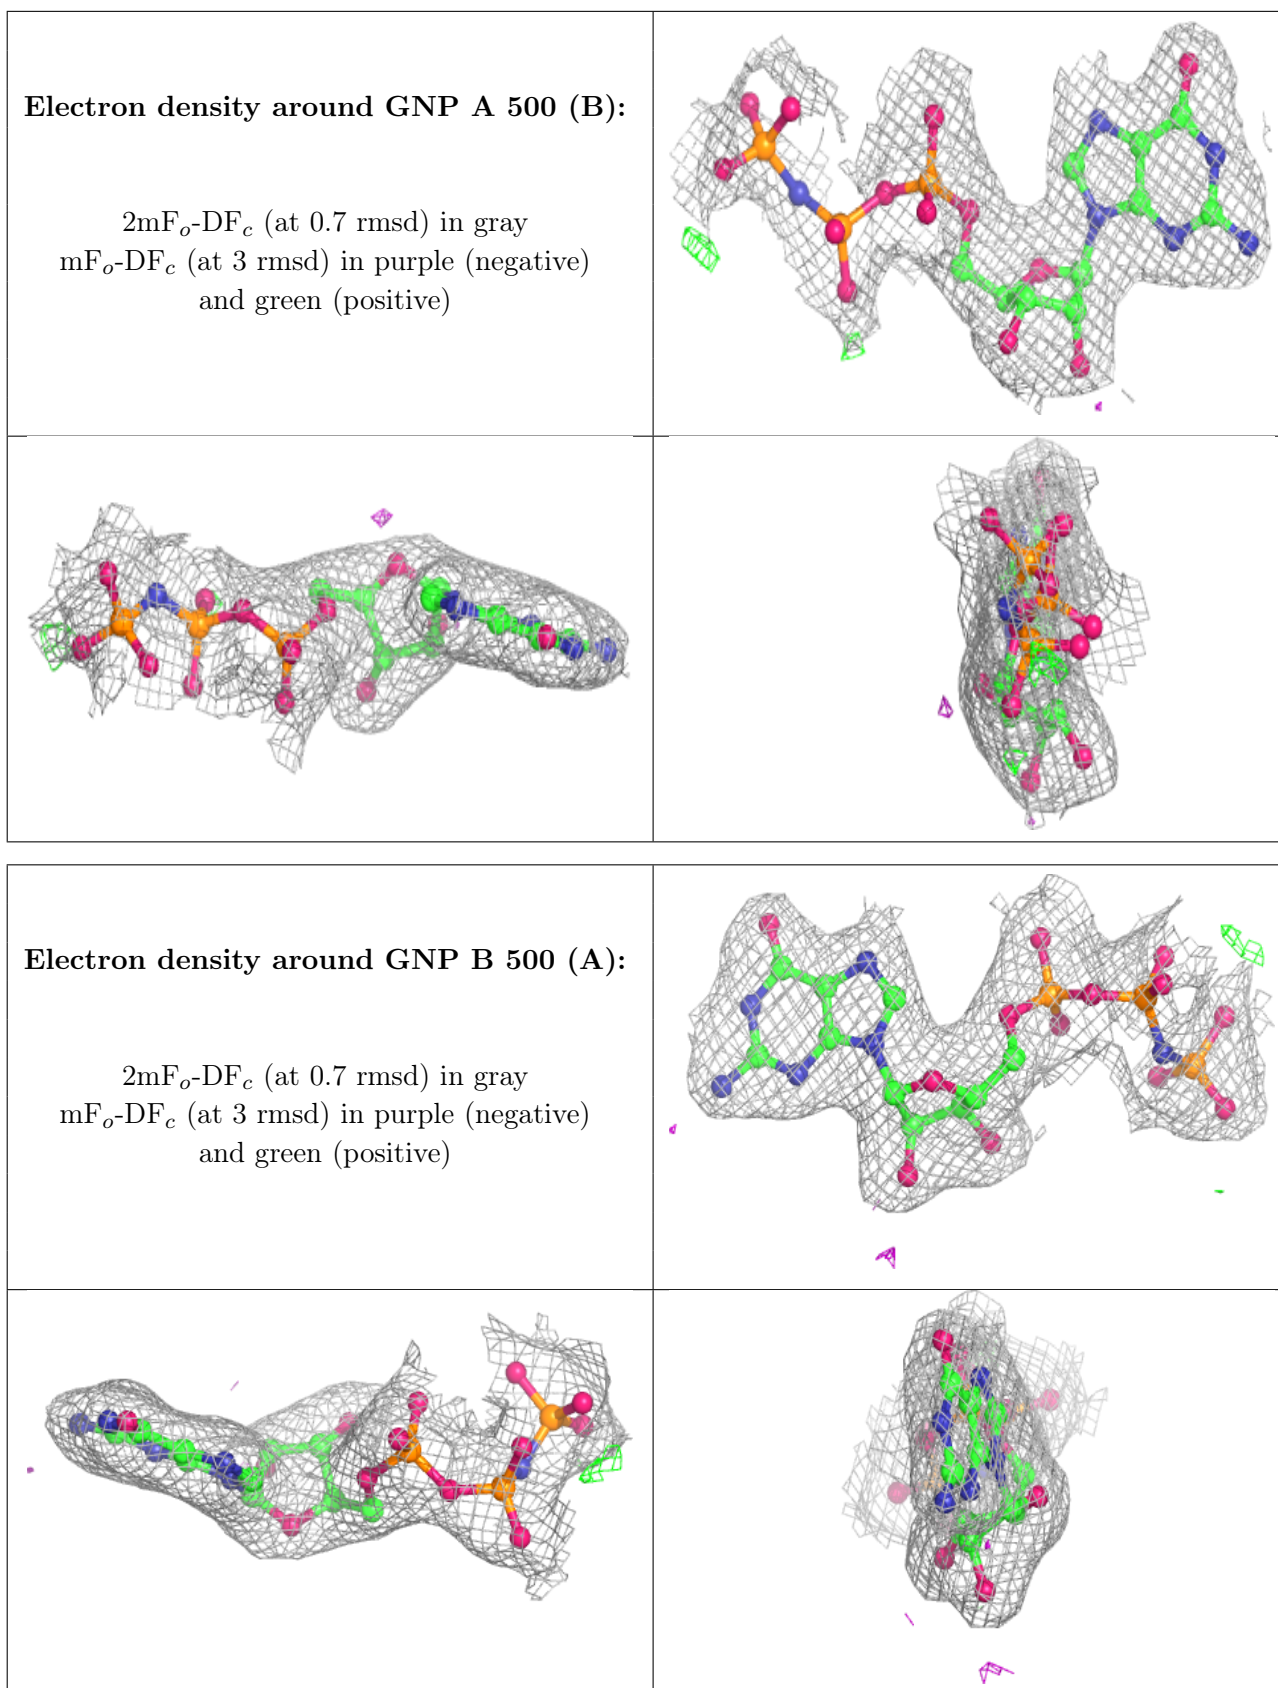 Electron density around GNP A 500 (B):
2mFₒ-DF𝒸 (at 0.7 rmsd) in gray
mFₒ-DF𝒸 (at 3 rmsd) in purple (negative)
and green (positive)
Electron density around GNP B 500 (A):
2mFₒ-DF𝒸 (at 0.7 rmsd) in gray
mFₒ-DF𝒸 (at 3 rmsd) in purple (negative)
and green (positive)